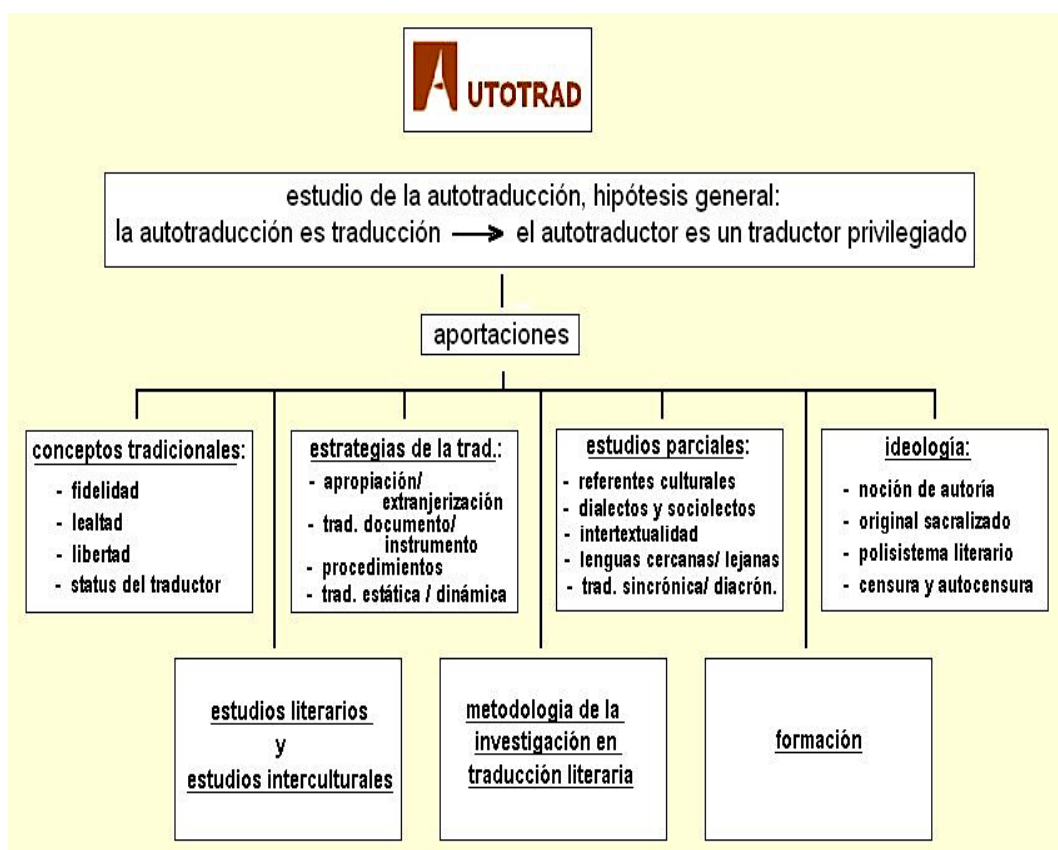 AUTOTRAD
estudio de la autotraducción, hipótesis general:
la autotraducción es traducción → el autotraductor es un traductor privilegiado
aportaciones
conceptos tradicionales:
- fidelidad
- lealtad
- libertad
- status del traductor
estrategias de la trad.:
- apropiación/
extranjerización
- trad. documento/
instrumento
- procedimientos
- trad. estática / dinámica
estudios parciales:
- referentes culturales
- dialectos y sociolectos
- intertextualidad
- lenguas cercanas/ lejanas
- trad. sincrónica/ diacrón.
ideología:
- noción de autoría
- original sacralizado
- polisistema literario
- censura y autocensura
estudios literarios
y
estudios interculturales
metodologia de la
investigación en
traducción literaria
formación